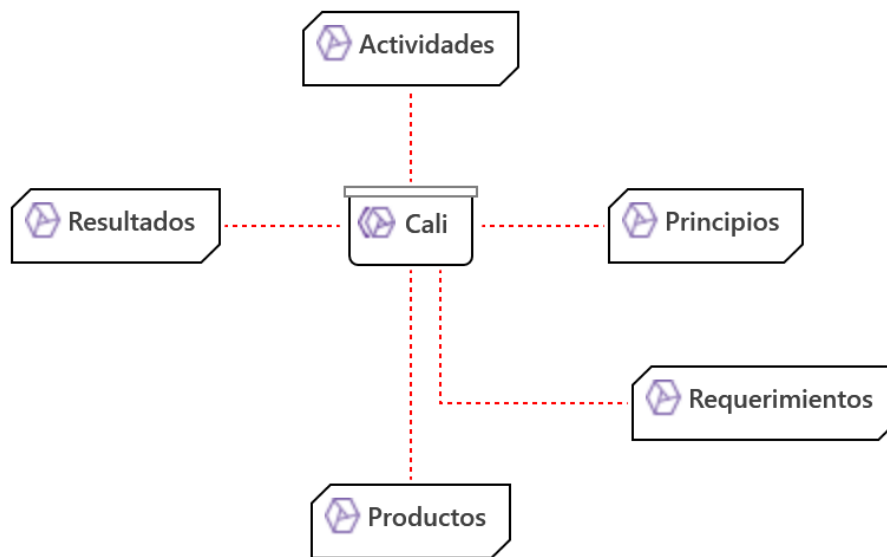 Actividades
Resultados
Cali
Principios
Requerimientos
Productos